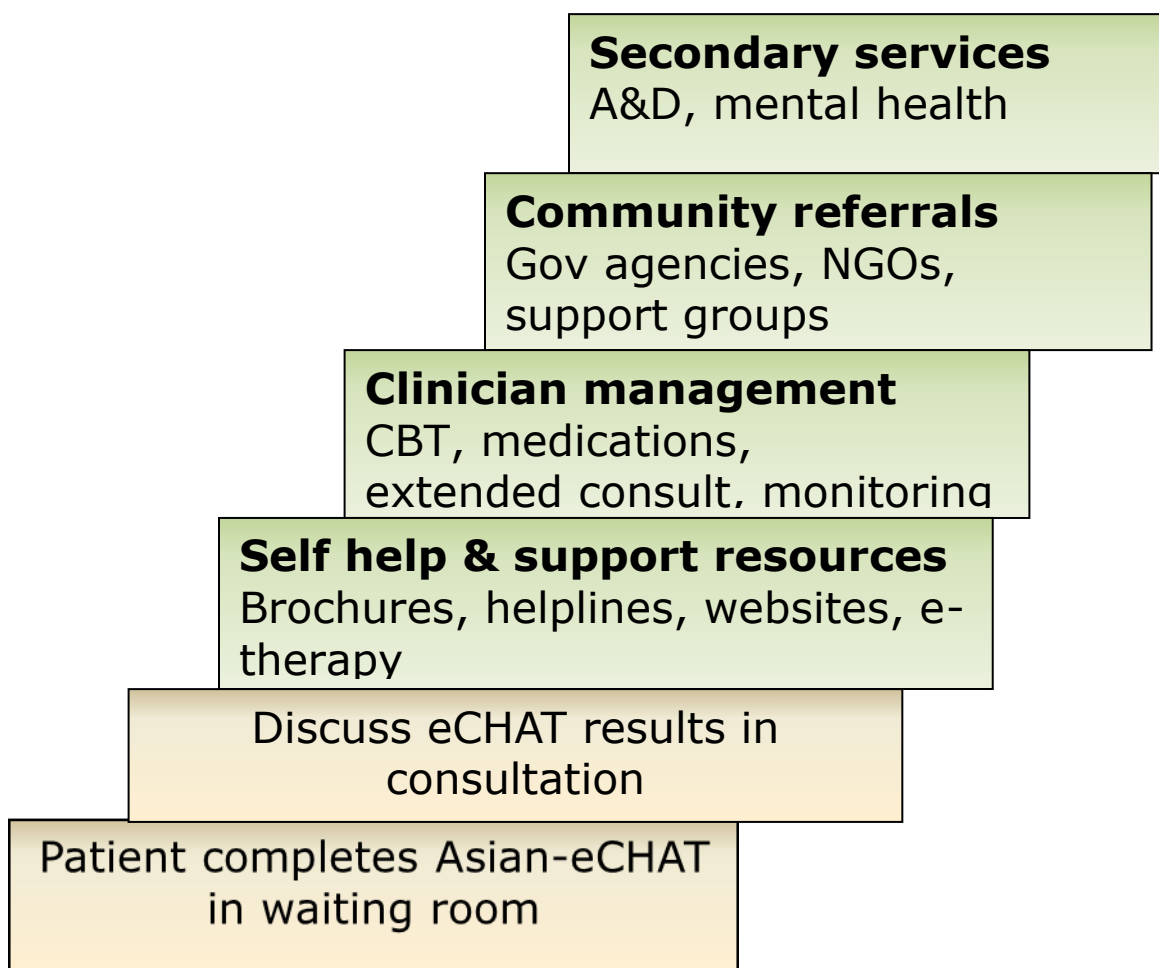 Secondary services
A&D, mental health
Community referrals
Gov agencies, NGOs,
support groups
Clinician management
CBT, medications,
extended consult, monitoring
Self help & support resources
Brochures, helplines, websites, e-
therapy
Discuss eCHAT results in
consultation
Patient completes Asian-eCHAT
in waiting room